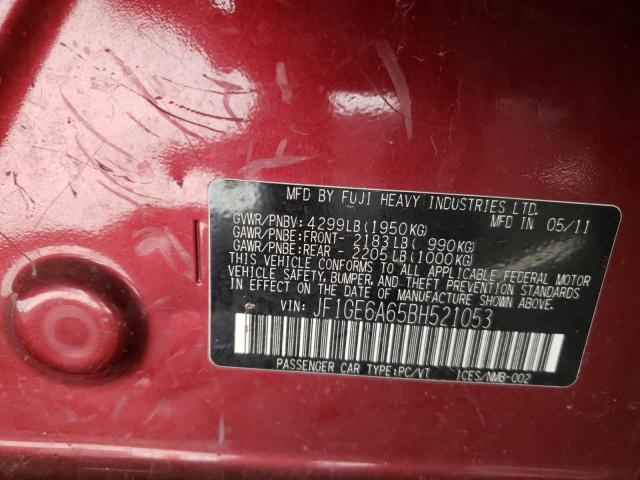 MFD BY FUJI HEAVY INDUSTRIES LTD.
GVWR/PNBV: 4299LB(1950KG) MFD IN 05/11
GAWR/PNBE:FRONT- 2183LB( 990KG)
GAWR/PNBE:REAR - 2205LB(1000KG)
THIS VEHICLE CONFORMS TO ALL APPLICABLE FEDERAL MOTOR
VEHICLE SAFETY, BUMPER, AND THEFT PREVENTION STANDARDS
IN EFFECT ON THE DATE OF MANUFACTURE SHOWN ABOVE.
VIN: JF1GE6A65BH521053
PASSENGER CAR TYPE:PC/VT ICES/NMB-002